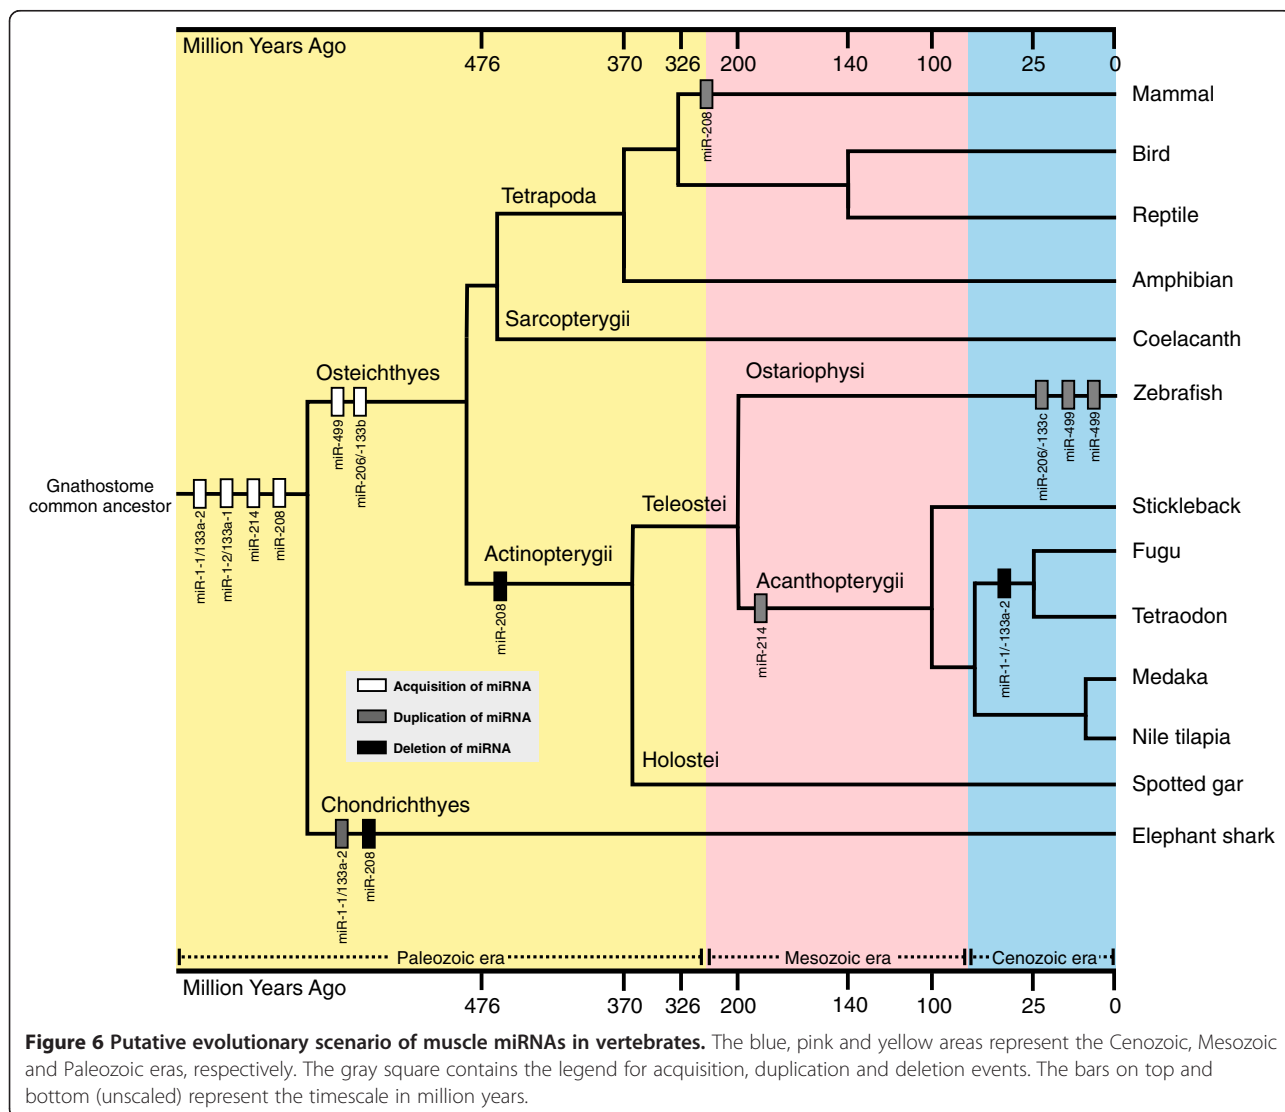 Million Years Ago
476 370 326 200 140 100 25 0
Mammal
miR-208
Bird
Tetrapoda
Reptile
Amphibian
Sarcopterygii
Coelacanth
Osteichthyes
miR-499
miR-206/-133b
Ostariophysi
Zebrafish
miR-206/-133c
miR-499
miR-499
Gnathostome
common ancestor
miR-1-1/133a-2
miR-1-2/133a-1
miR-214
miR-208
Teleostei
Stickleback
Actinopterygii
miR-208
Acanthopterygii
miR-214
Fugu
miR-1-1/-133a-2
Tetraodon
Medaka
Nile tilapia
Acquisition of miRNA
Duplication of miRNA
Deletion of miRNA
Holostei
Spotted gar
Chondrichthyes
miR-1-1/133a-2
miR-208
Elephant shark
Paleozoic era Mesozoic era Cenozoic era
Million Years Ago
476 370 326 200 140 100 25 0
Figure 6 Putative evolutionary scenario of muscle miRNAs in vertebrates. The blue, pink and yellow areas represent the Cenozoic, Mesozoic
and Paleozoic eras, respectively. The gray square contains the legend for acquisition, duplication and deletion events. The bars on top and
bottom (unscaled) represent the timescale in million years.